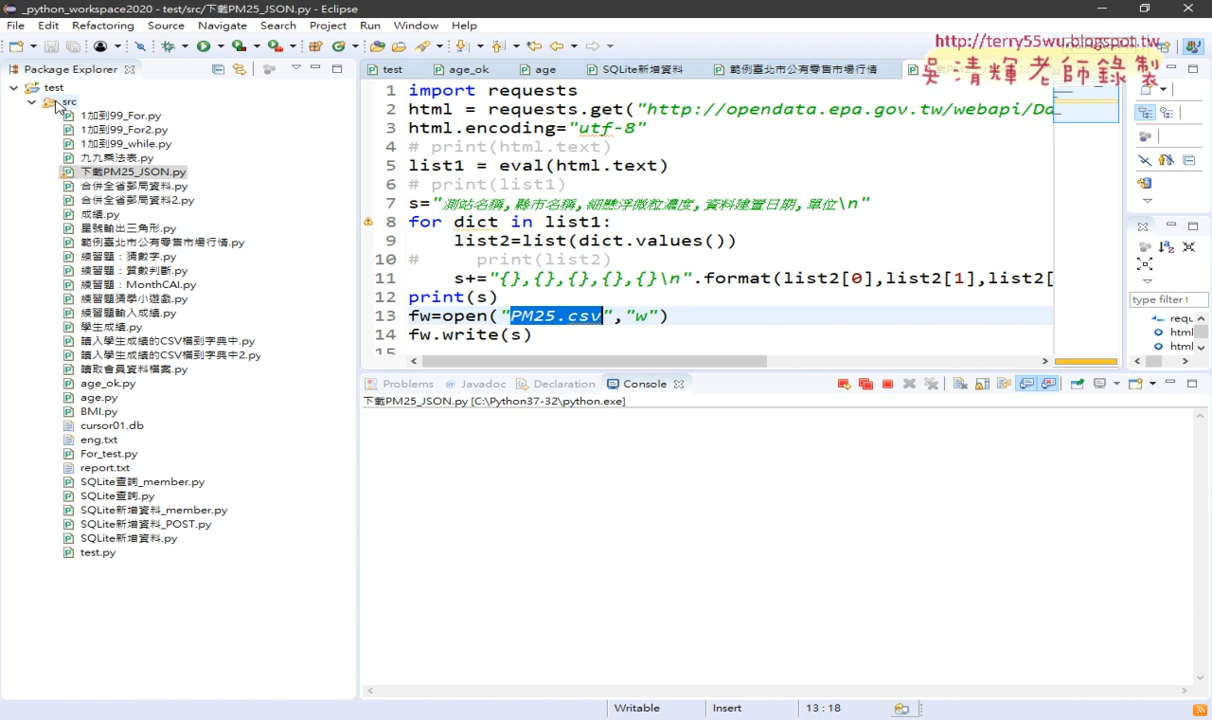 _python_workspace2020 - test/src/下載PM25_JSON.py - Eclipse
File Edit Refactoring Source Navigate Search Project Run Window Help
http://terry55wu.blogspot.tw
吳清輝老師錄製
Package Explorer
test age_ok age SQLite新增資料 範例臺北市公有零售市場行情
test
src
1加到99_For.py
1加到99_For2.py
1加到99_while.py
九九乘法表.py
下載PM25_JSON.py
合併全省郵局資料.py
合併全省郵局資料2.py
成績.py
星號輸出三角形.py
範例臺北市公有零售市場行情.py
練習題：猜數字.py
練習題：質數判斷.py
練習題：MonthCAI.py
練習題猜學小遊戲.py
練習題輸入成績.py
學生成績.py
讀入學生成績的CSV檔到字典中.py
讀入學生成績的CSV檔到字典中2.py
讀取會員資料檔案.py
age_ok.py
age.py
BMI.py
cursor01.db
eng.txt
For_test.py
report.txt
SQLite查詢_member.py
SQLite查詢.py
SQLite新增資料_member.py
SQLite新增資料_POST.py
SQLite新增資料.py
test.py
1 import requests
2 html = requests.get("http://opendata.epa.gov.tw/webapi/Da
3 html.encoding="utf-8"
4 # print(html.text)
5 list1 = eval(html.text)
6 # print(list1)
7 s="測站名稱,縣市名稱,細懸浮微粒濃度,資料建置日期,單位\n"
8 for dict in list1:
9 list2=list(dict.values())
10 # print(list2)
11 s+="{},{},{},{},{}\n".format(list2[0],list2[1],list2[
12 print(s)
13 fw=open("PM25.csv","w")
14 fw.write(s)
15
type filter t
requ
html
html
Problems @ Javadoc Declaration Console
下載PM25_JSON.py [C:\Python37-32\python.exe]
Writable Insert 13 : 18